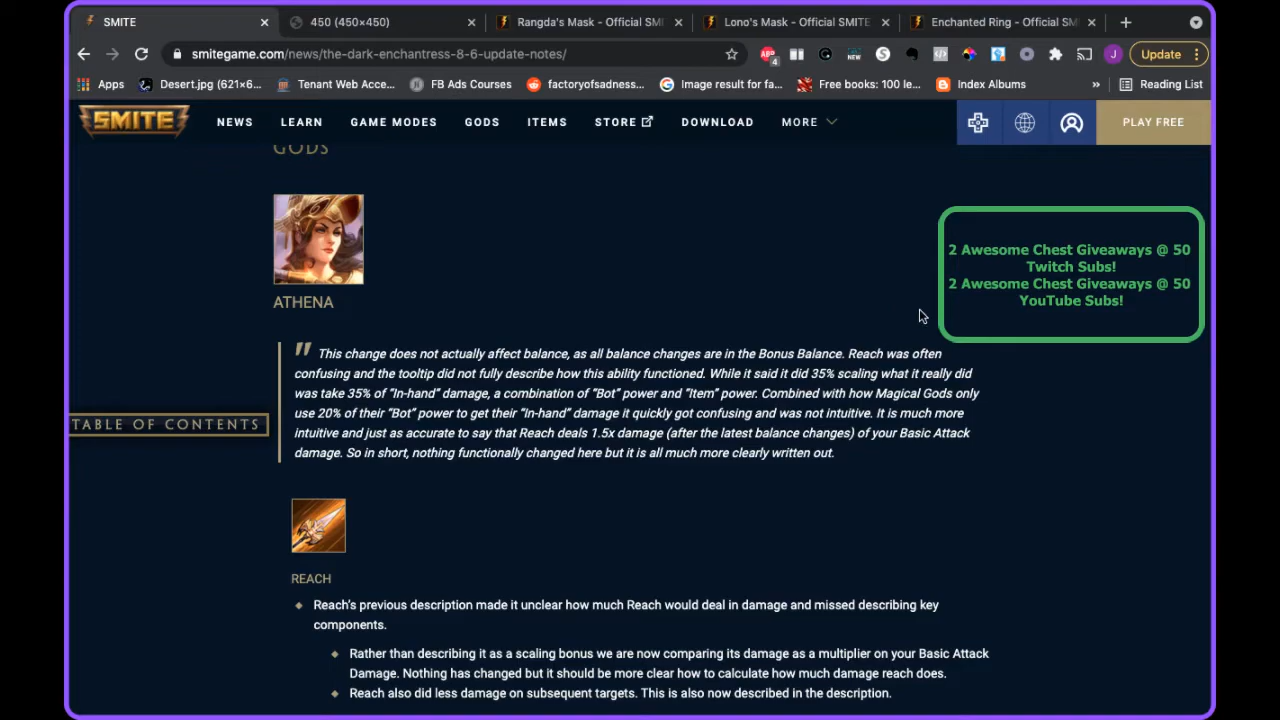 SMITE
450 (450×450)
Rangda's Mask - Official SMI
Lono's Mask - Official SMITE
Enchanted Ring - Official SM
smitegame.com/news/the-dark-enchantress-8-6-update-notes/
ABP
4
NEW
J
Update
Apps
Desert.jpg (621×6...
Tenant Web Acce...
FB Ads Courses
factoryofsadness...
Image result for fa...
Free books: 100 le...
Index Albums
»
Reading List
SMITE
NEWS
LEARN
GAME MODES
GODS
ITEMS
STORE
DOWNLOAD
MORE
PLAY FREE
GODS
2 Awesome Chest Giveaways @ 50
Twitch Subs!
2 Awesome Chest Giveaways @ 50
YouTube Subs!
ATHENA
" This change does not actually affect balance, as all balance changes are in the Bonus Balance. Reach was often
confusing and the tooltip did not fully describe how this ability functioned. While it said it did 35% scaling what it really did
was take 35% of “In-hand” damage, a combination of “Bot” power and “Item” power. Combined with how Magical Gods only
use 20% of their “Bot” power to get their “In-hand” damage it quickly got confusing and was not intuitive. It is much more
intuitive and just as accurate to say that Reach deals 1.5x damage (after the latest balance changes) of your Basic Attack
damage. So in short, nothing functionally changed here but it is all much more clearly written out.
TABLE OF CONTENTS
REACH
Reach’s previous description made it unclear how much Reach would deal in damage and missed describing key
components.
Rather than describing it as a scaling bonus we are now comparing its damage as a multiplier on your Basic Attack
Damage. Nothing has changed but it should be more clear how to calculate how much damage reach does.
Reach also did less damage on subsequent targets. This is also now described in the description.